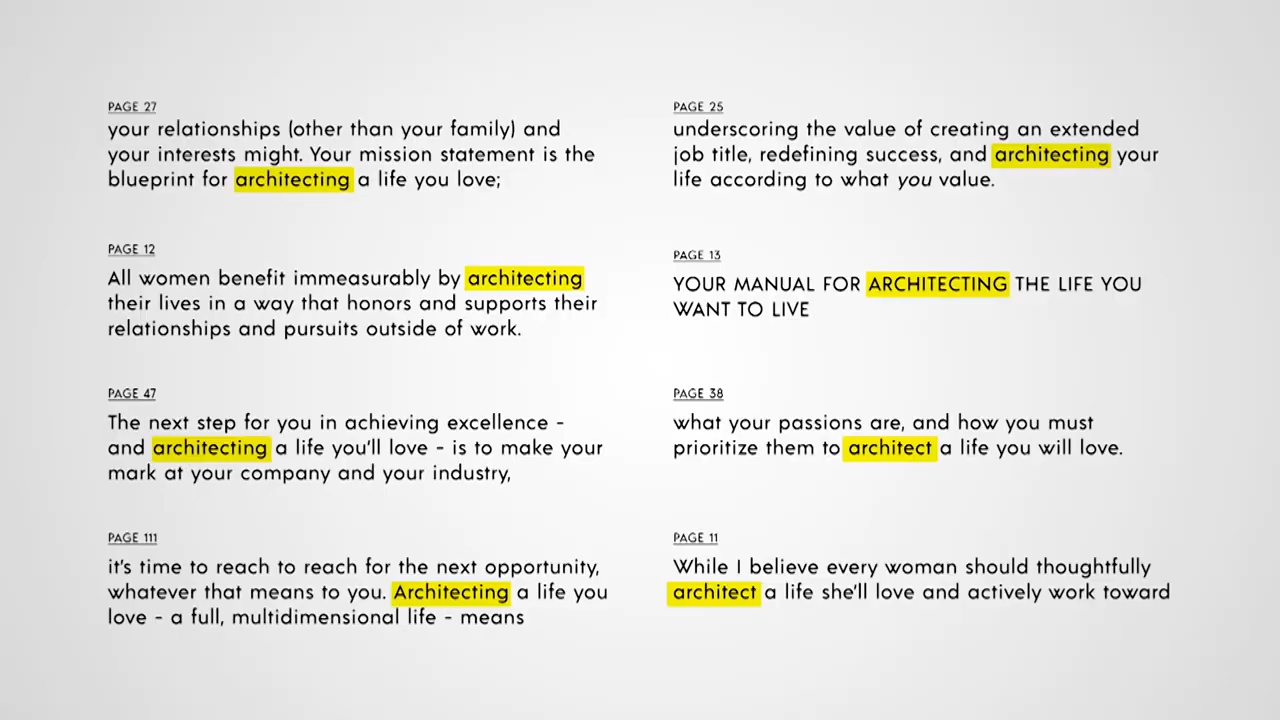 PAGE 27
your relationships (other than your family) and
your interests might. Your mission statement is the
blueprint for architecting a life you love;
PAGE 12
All women benefit immeasurably by architecting
their lives in a way that honors and supports their
relationships and pursuits outside of work.
PAGE 47
The next step for you in achieving excellence -
and architecting a life you'll love - is to make your
mark at your company and your industry,
PAGE 111
it's time to reach to reach for the next opportunity,
whatever that means to you. Architecting a life you
love - a full, multidimensional life - means
PAGE 25
underscoring the value of creating an extended
job title, redefining success, and architecting your
life according to what you value.
PAGE 13
YOUR MANUAL FOR ARCHITECTING THE LIFE YOU
WANT TO LIVE
PAGE 38
what your passions are, and how you must
prioritize them to architect a life you will love.
PAGE 11
While I believe every woman should thoughtfully
architect a life she'll love and actively work toward